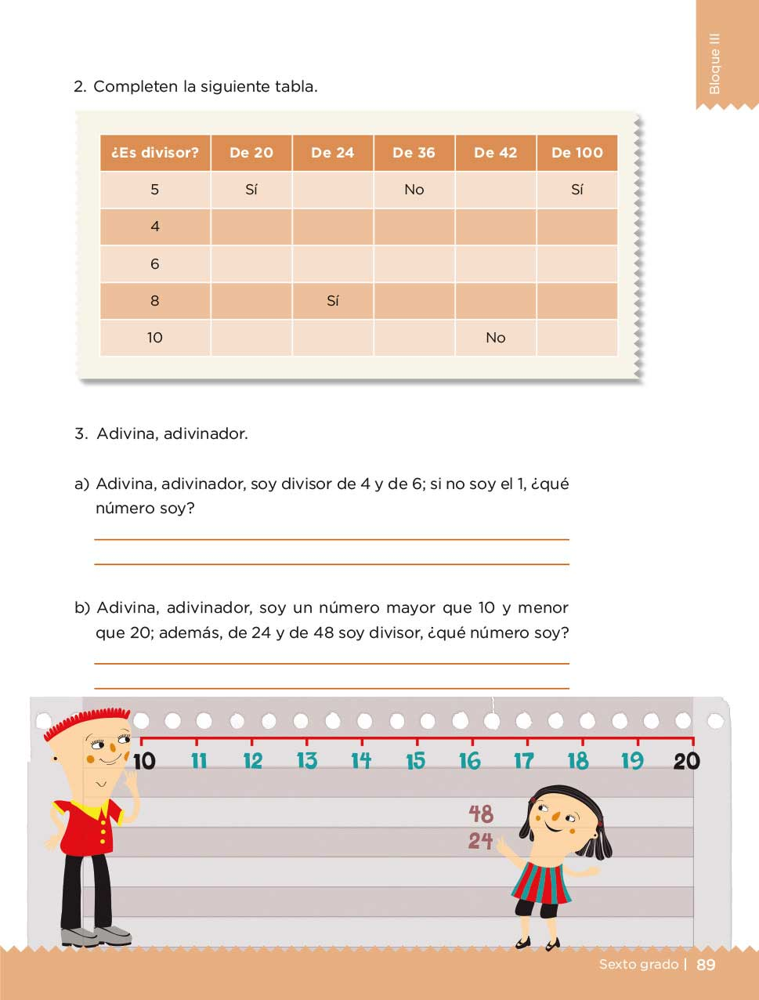 Bloque III
2. Completen la siguiente tabla.
¿Es divisor? De 20 De 24 De 36 De 42 De 100
5 Sí No Sí
4
6
8 Sí
10 No
3. Adivina, adivinador.
a) Adivina, adivinador, soy divisor de 4 y de 6; si no soy el 1, ¿qué
número soy?
b) Adivina, adivinador, soy un número mayor que 10 y menor
que 20; además, de 24 y de 48 soy divisor, ¿qué número soy?
10 11 12 13 14 15 16 17 18 19 20
48
24
Sexto grado | 89